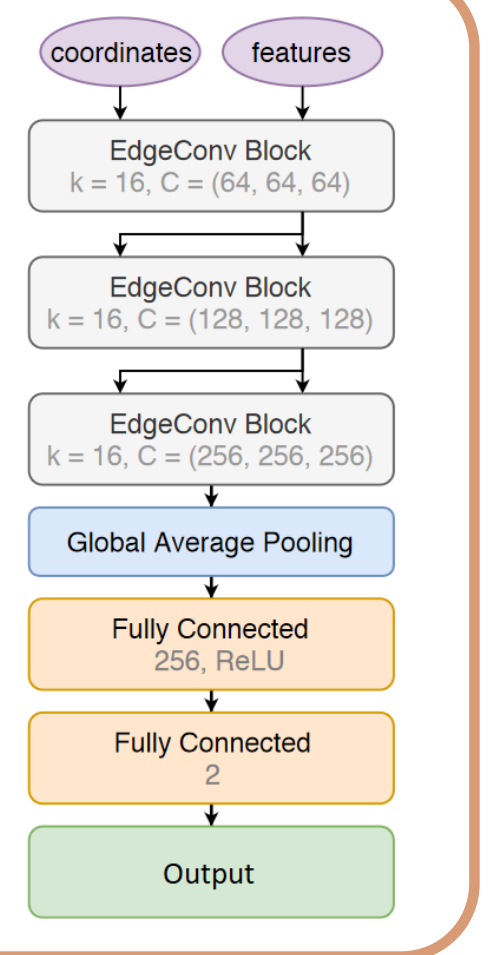 coordinates features
EdgeConv Block
k = 16, C = (64, 64, 64)
EdgeConv Block
k = 16, C = (128, 128, 128)
EdgeConv Block
k = 16, C = (256, 256, 256)
Global Average Pooling
Fully Connected
256, ReLU
Fully Connected
2
Output